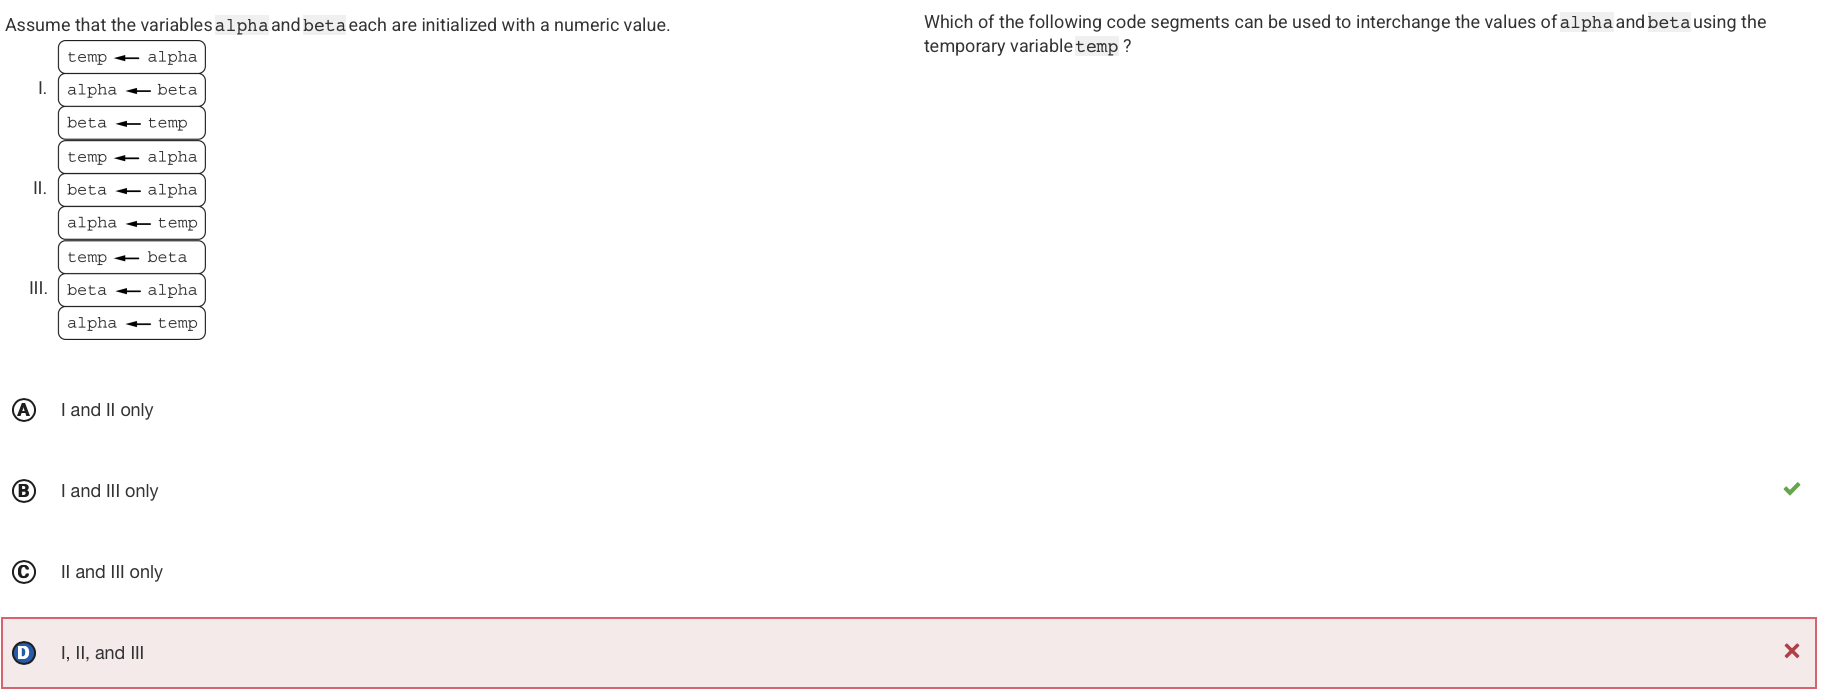 Assume that the variables alpha and beta each are initialized with a numeric value.
I.
temp ← alpha
alpha ← beta
beta ← temp
II.
temp ← alpha
beta ← alpha
alpha ← temp
III.
temp ← beta
beta ← alpha
alpha ← temp
Which of the following code segments can be used to interchange the values of alpha and beta using the
temporary variable temp ?
A I and II only
B I and III only
C II and III only
D I, II, and III